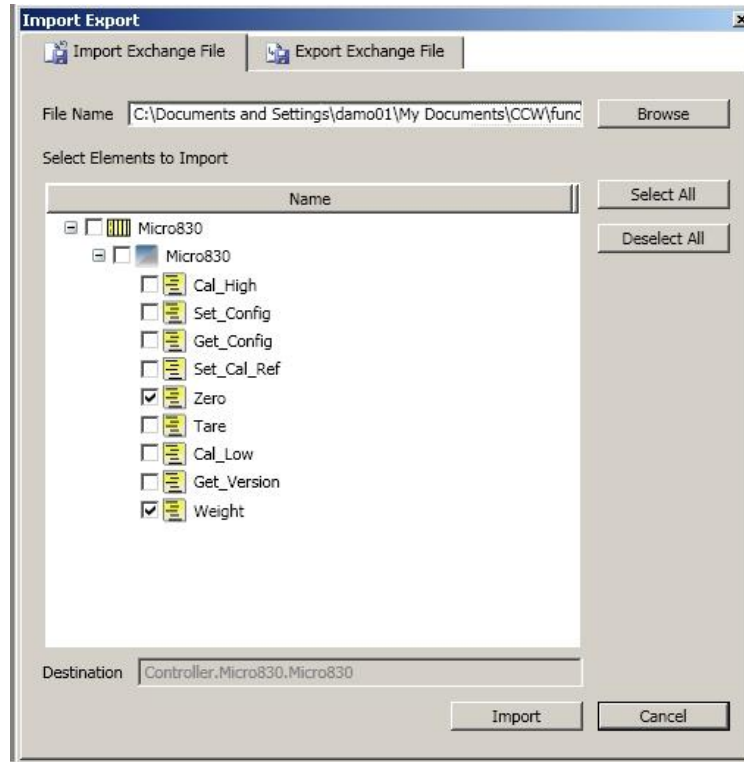 Import Export
Import Exchange File
Export Exchange File
File Name C:\Documents and Settings\damo01\My Documents\CCW\func Browse
Select Elements to Import
Name
Select All
Deselect All
Micro830
Micro830
Cal_High
Set_Config
Get_Config
Set_Cal_Ref
Zero
Tare
Cal_Low
Get_Version
Weight
Destination Controller.Micro830.Micro830
Import Cancel